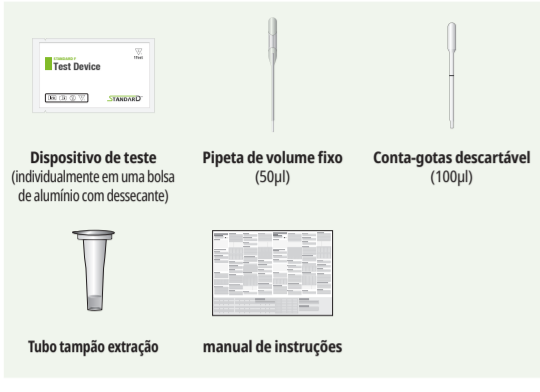 STANDARD F
Test Device
1Test
STANDARD
Dispositivo de teste
(individualmente em uma bolsa
de alumínio com dessecante)
Pipeta de volume fixo
(50μl)
Conta-gotas descartável
(100μl)
Tubo tampão extração
manual de instruções